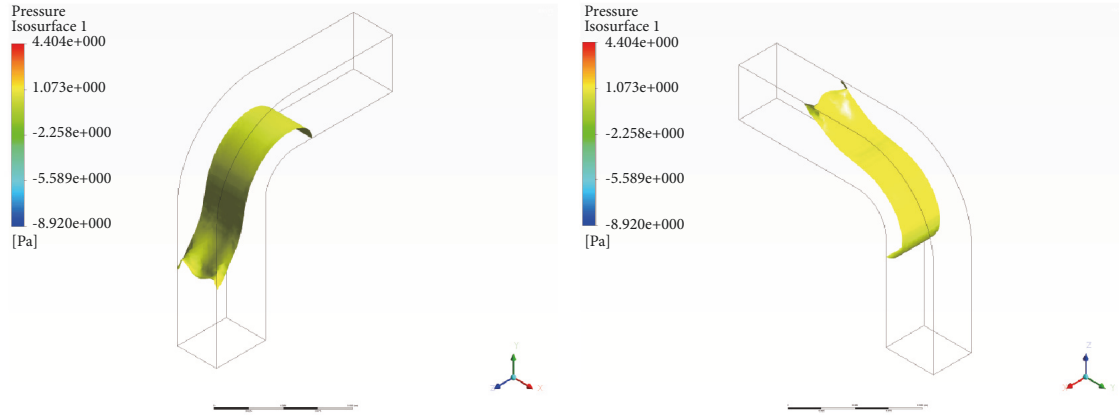 Pressure
Isosurface 1
4.404e+000
1.073e+000
-2.258e+000
-5.589e+000
-8.920e+000
[Pa]
Y
X
Pressure
Isosurface 1
4.404e+000
1.073e+000
-2.258e+000
-5.589e+000
-8.920e+000
[Pa]
Z
X
Y